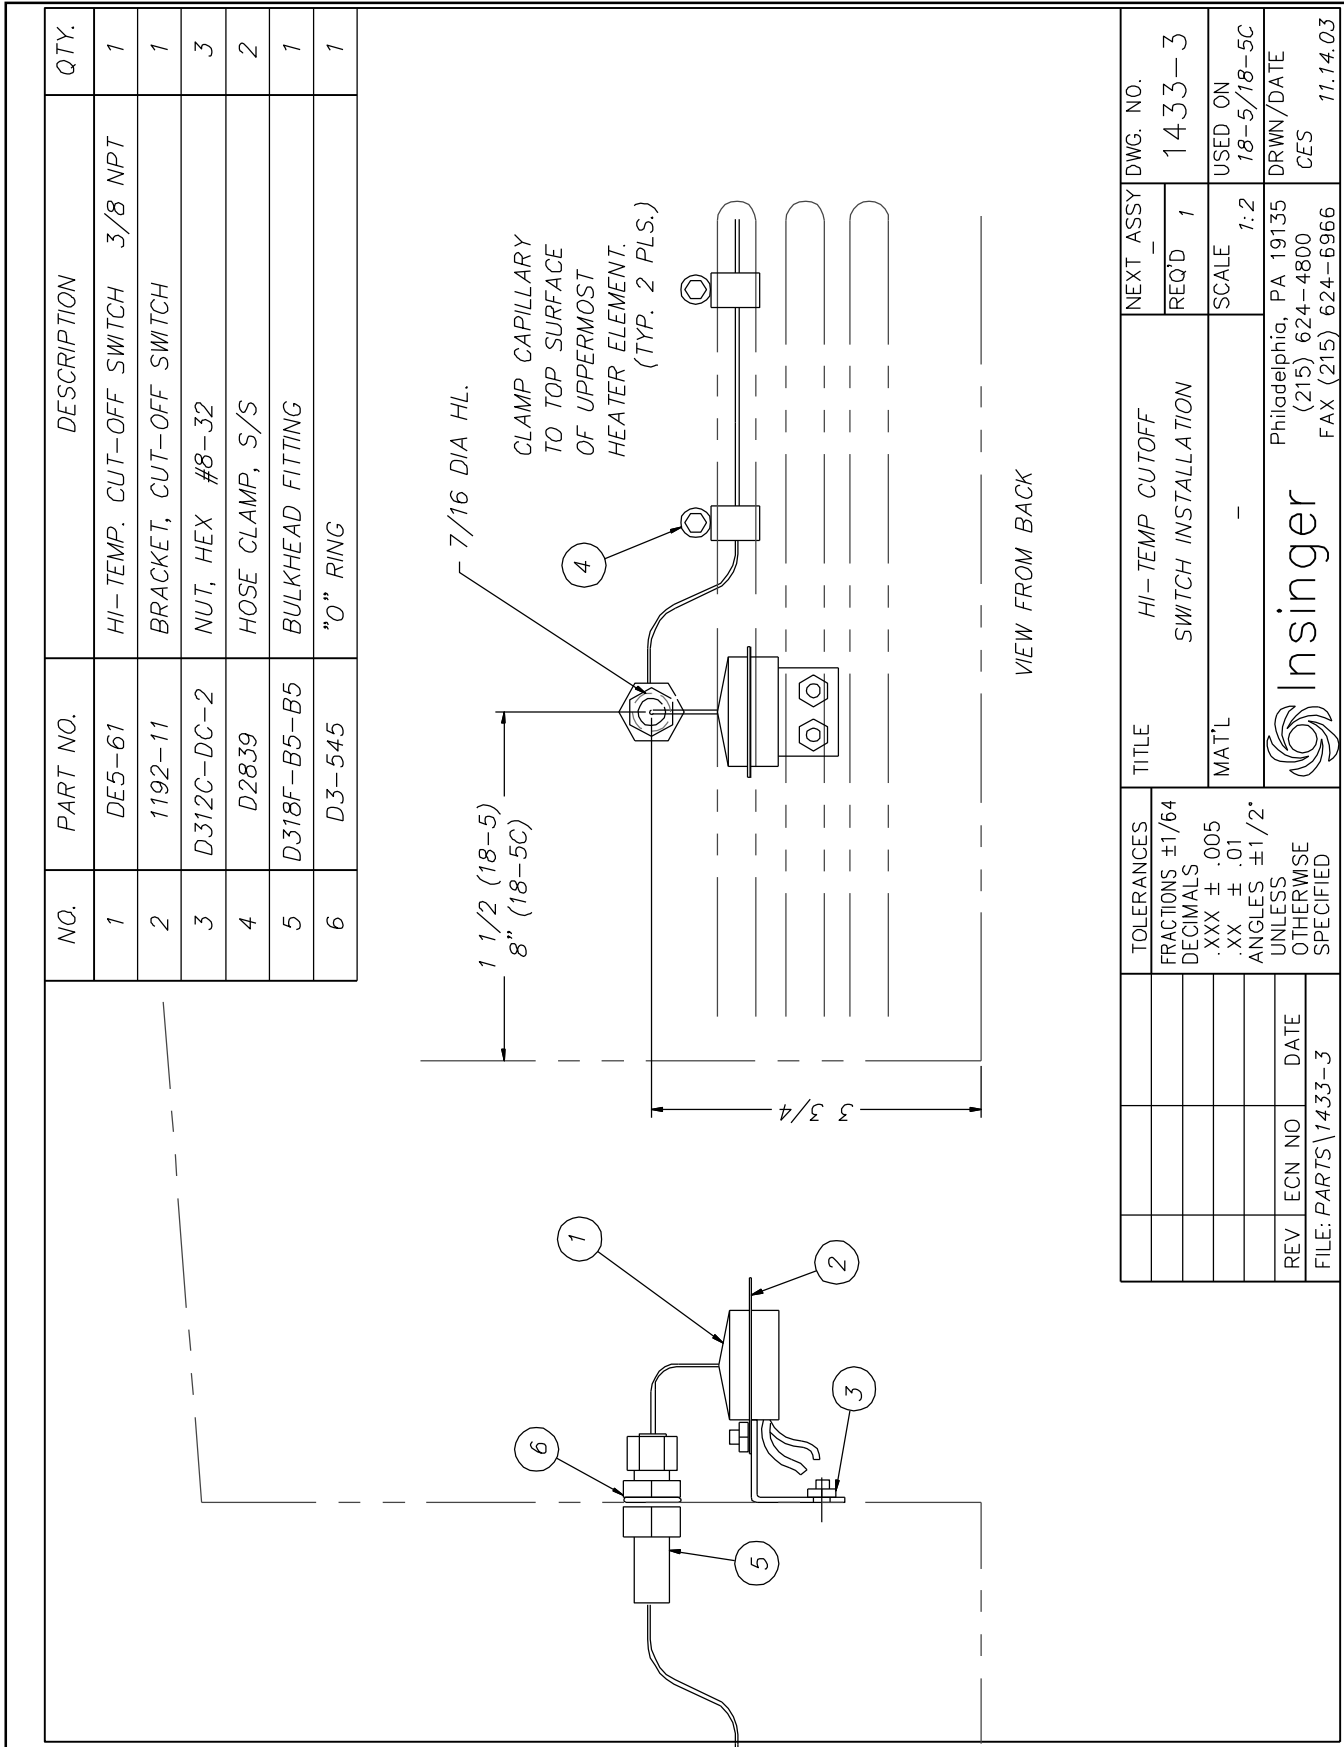 NO. PART NO. DESCRIPTION QTY.
1 DE5-61 HI-TEMP. CUT-OFF SWITCH 3/8 NPT 1
2 1192-11 BRACKET, CUT-OFF SWITCH 1
3 D312C-DC-2 NUT, HEX #8-32 3
4 D2839 HOSE CLAMP, S/S 2
5 D318F-B5-B5 BULKHEAD FITTING 1
6 D3-545 "O" RING 1
7/16 DIA HL.
CLAMP CAPILLARY
TO TOP SURFACE
OF UPPERMOST
HEATER ELEMENT.
(TYP. 2 PLS.)
1 1/2 (18-5)
8" (18-5C)
3 3/4
4
1
2
3
6
5
VIEW FROM BACK
REV ECN NO DATE
FILE: PARTS\1433-3
TOLERANCES
FRACTIONS ±1/64
DECIMALS
.XXX ± .005
.XX ± .01
ANGLES ±1/2°
UNLESS
OTHERWISE
SPECIFIED
TITLE
HI-TEMP CUTOFF
SWITCH INSTALLATION
MAT'L
-
NEXT ASSY
-
REQ'D 1
SCALE
1:2
DWG. NO.
1433-3
USED ON
18-5/18-5C
Insinger
Philadelphia, PA 19135
(215) 624-4800
FAX (215) 624-6966
DRWN/DATE
CES
11.14.03